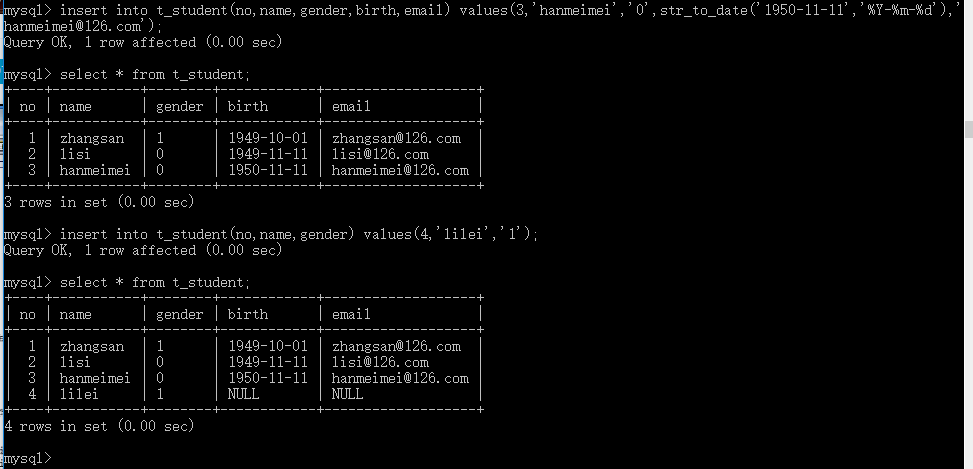 mysql> insert into t_student(no,name,gender,birth,email) values(3,'hanmeimei','0',str_to_date('1950-11-11','%Y-%m-%d'),'
hanmeimei@126.com');
Query OK, 1 row affected (0.00 sec)
mysql> select * from t_student;
+----+-----------+--------+------------+-------------------+
| no | name      | gender | birth      | email             |
+----+-----------+--------+------------+-------------------+
|  1 | zhangsan  | 1      | 1949-10-01 | zhangsan@126.com  |
|  2 | lisi      | 0      | 1949-11-11 | lisi@126.com      |
|  3 | hanmeimei | 0      | 1950-11-11 | hanmeimei@126.com |
+----+-----------+--------+------------+-------------------+
3 rows in set (0.00 sec)
mysql> insert into t_student(no,name,gender) values(4,'lilei','1');
Query OK, 1 row affected (0.00 sec)
mysql> select * from t_student;
+----+-----------+--------+------------+-------------------+
| no | name      | gender | birth      | email             |
+----+-----------+--------+------------+-------------------+
|  1 | zhangsan  | 1      | 1949-10-01 | zhangsan@126.com  |
|  2 | lisi      | 0      | 1949-11-11 | lisi@126.com      |
|  3 | hanmeimei | 0      | 1950-11-11 | hanmeimei@126.com |
|  4 | lilei     | 1      | NULL       | NULL              |
+----+-----------+--------+------------+-------------------+
4 rows in set (0.00 sec)
mysql>